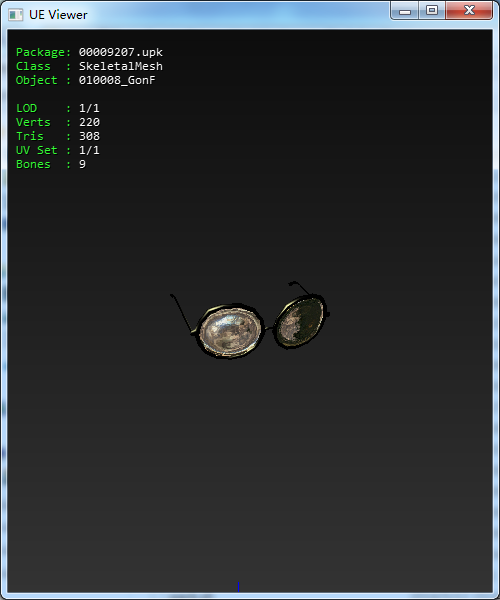 UE Viewer
Package: 00009207.upk
Class : SkeletalMesh
Object : 010008_GonF
LOD : 1/1
Verts : 220
Tris : 308
UV Set : 1/1
Bones : 9